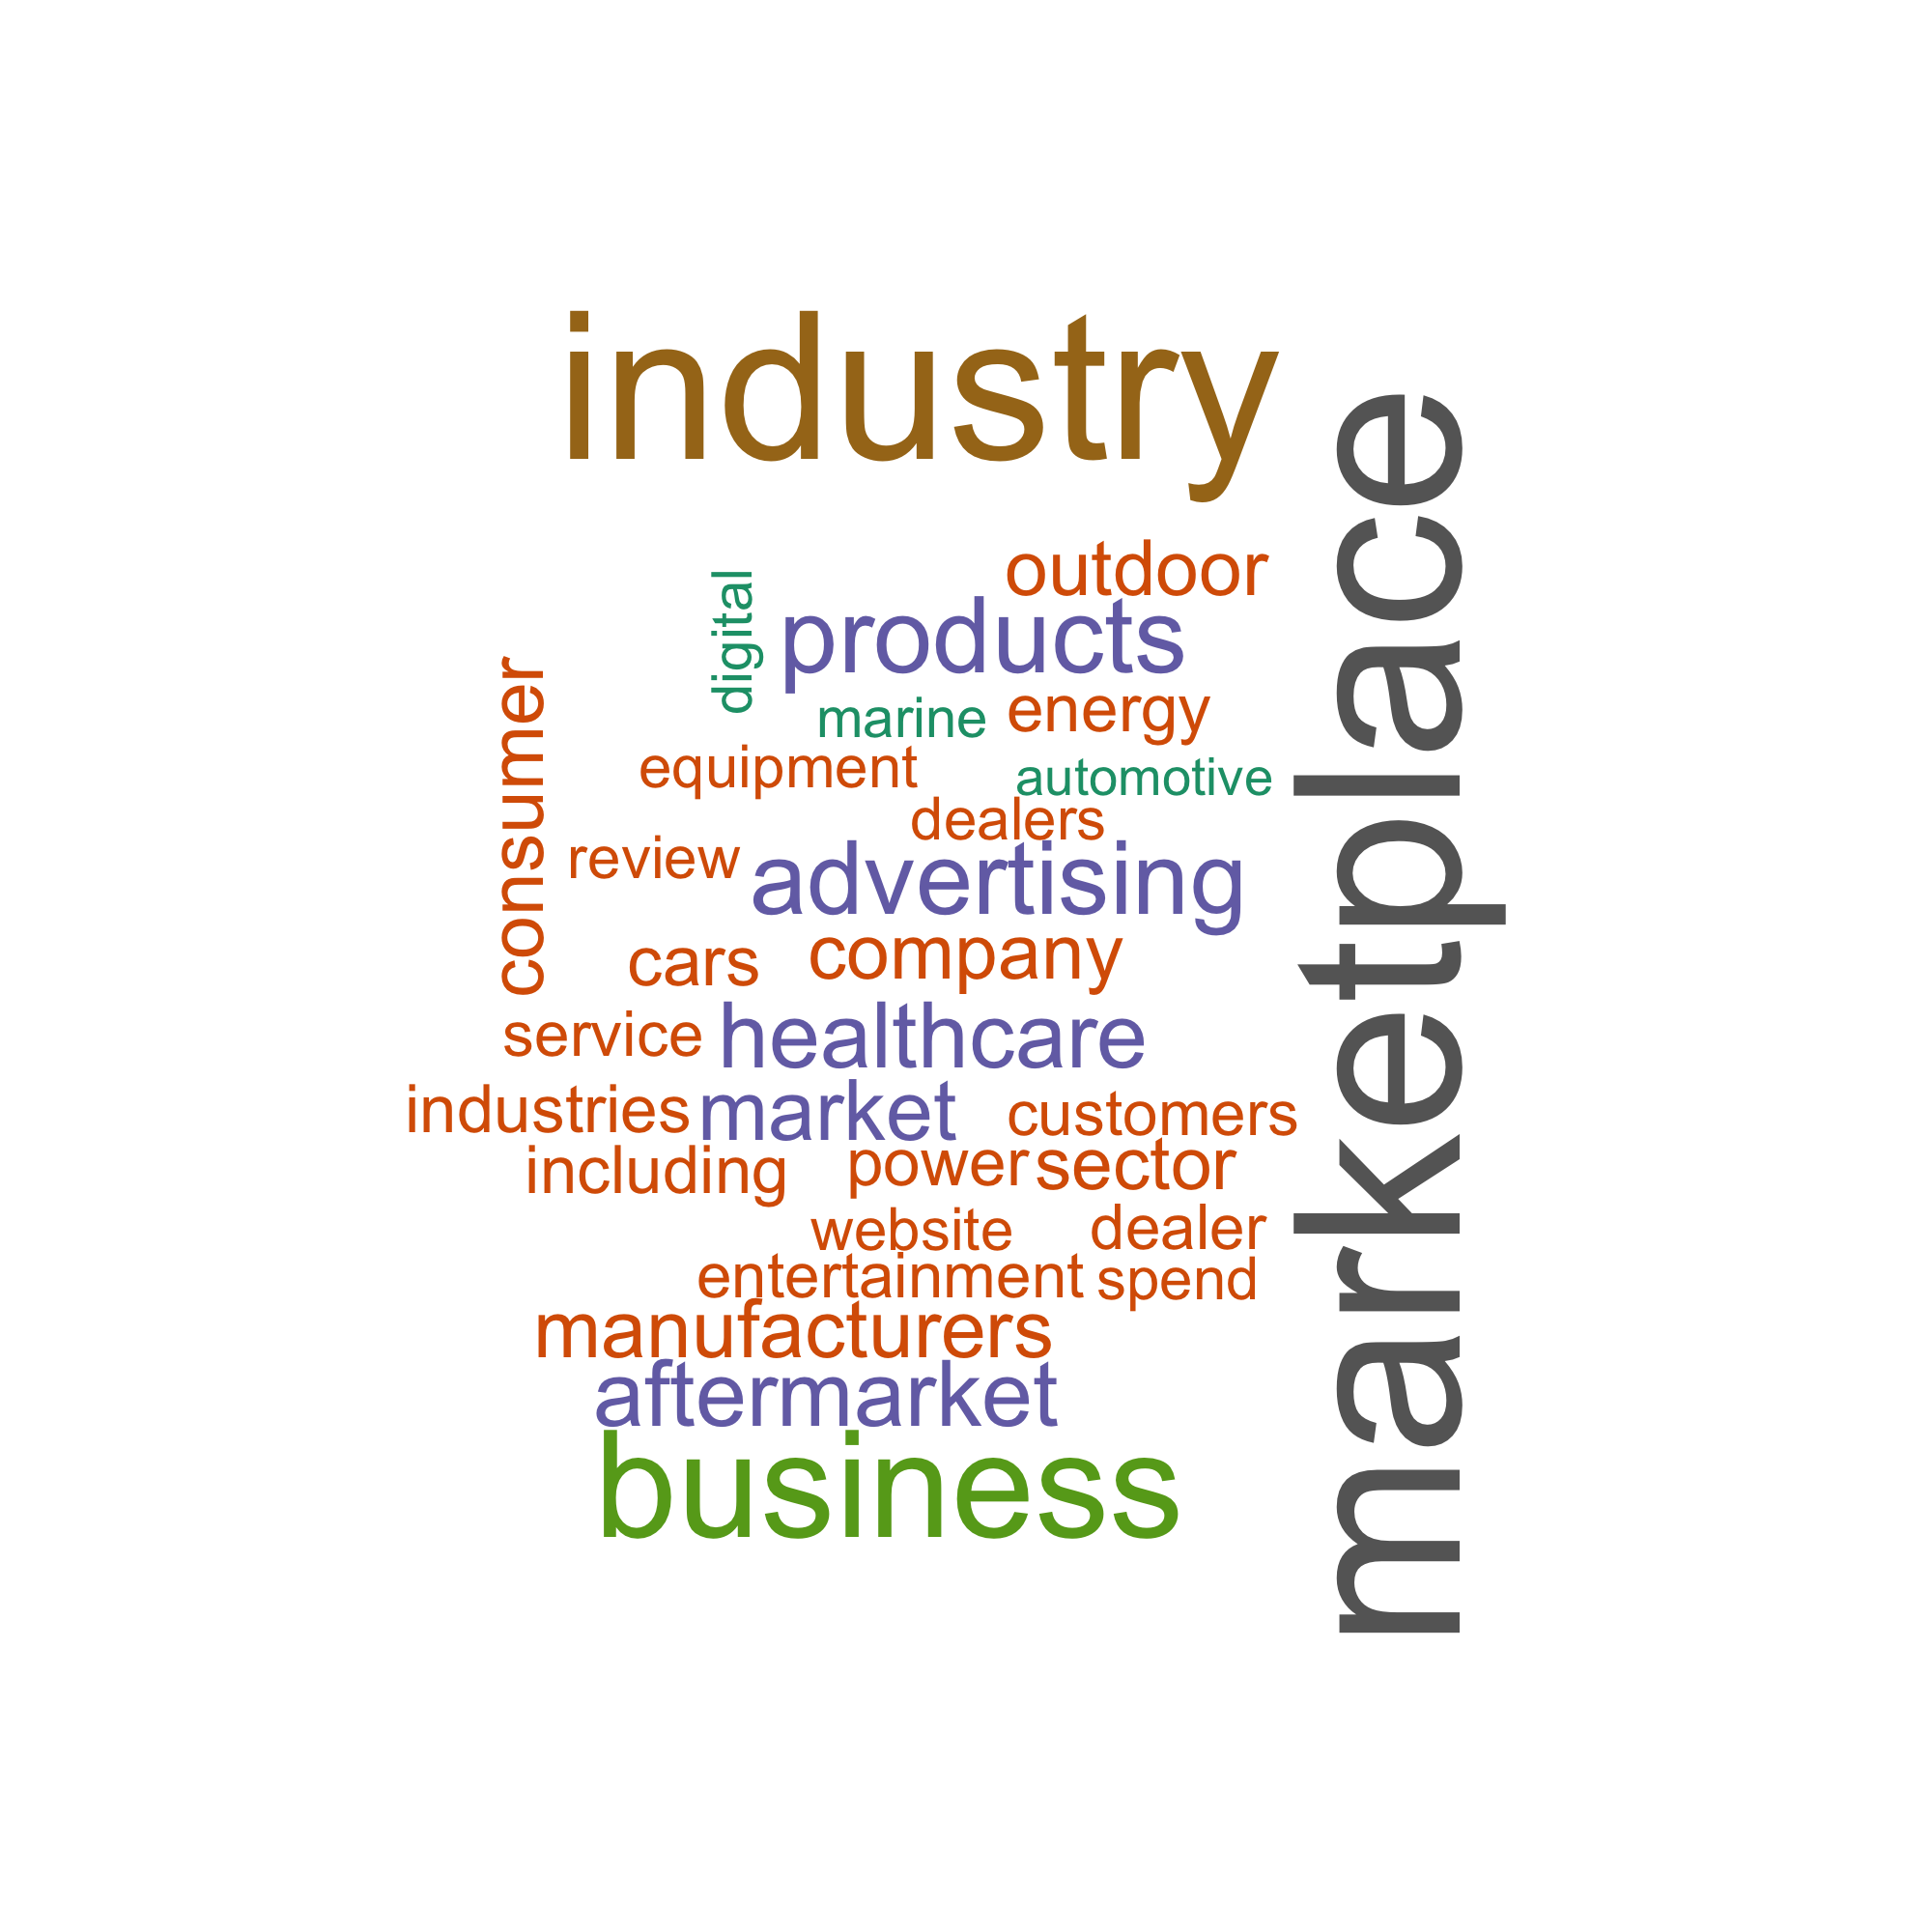 industry
marketplace
outdoor
digital
products
consumer
marine
energy
equipment
automotive
dealers
review
advertising
cars
company
service
healthcare
industries
market
customers
including
power
sector
website
dealer
entertainment
spend
manufacturers
aftermarket
business